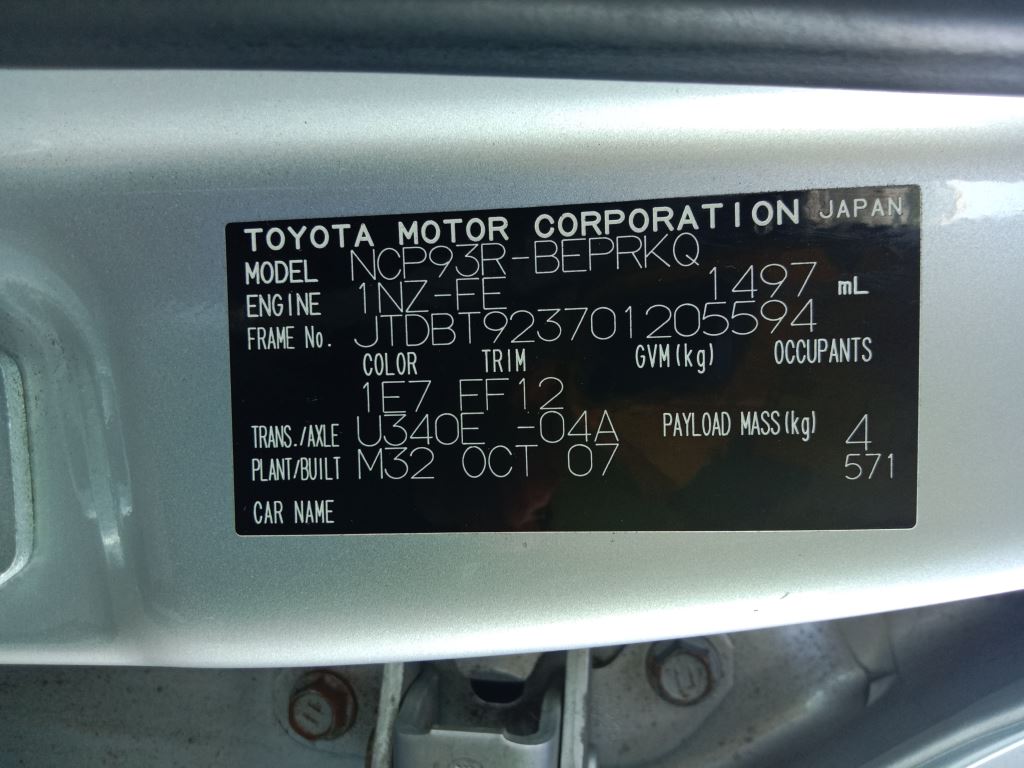 TOYOTA MOTOR CORPORATION JAPAN
MODEL NCP93R-BEPRKQ
ENGINE 1NZ-FE 1497 mL
FRAME No. JTDBT923701205594
COLOR TRIM GVM(kg) OCCUPANTS
1E7 EF12
TRANS./AXLE U340E -04A PAYLOAD MASS(kg) 4
PLANT/BUILT M32 OCT 07 571
CAR NAME